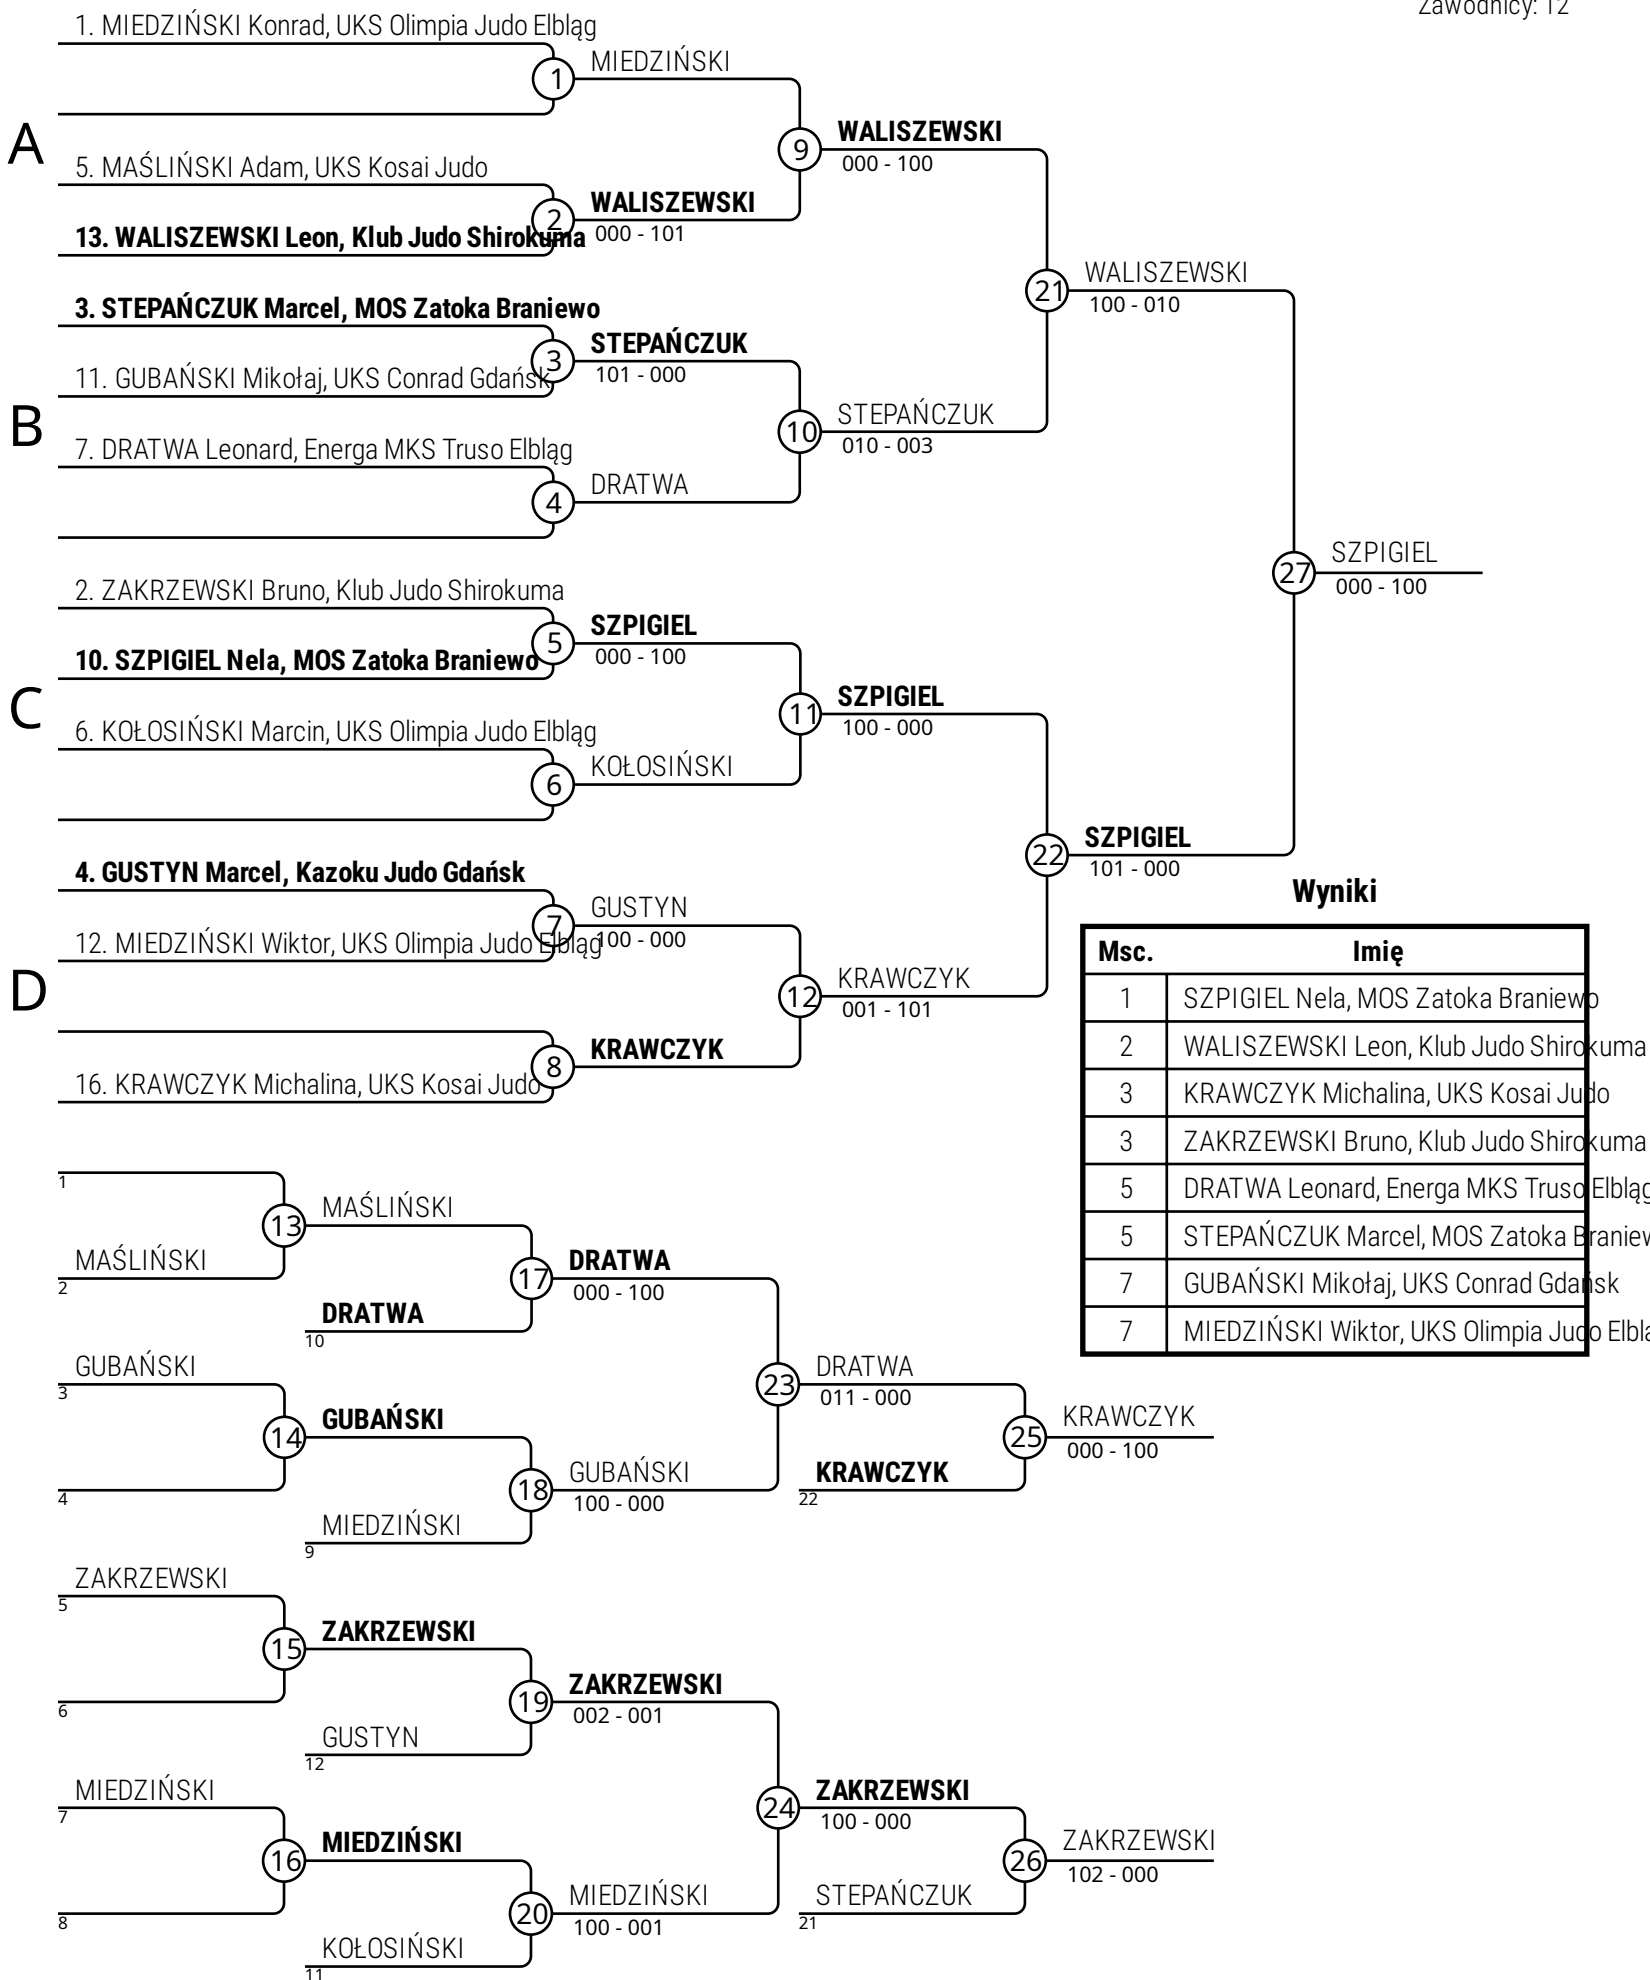 Zawodnicy: 12
1. MIEDZIŃSKI Konrad, UKS Olimpia Judo Elbląg
1
MIEDZIŃSKI
A
9
WALISZEWSKI
000 - 100
5. MAŚLIŃSKI Adam, UKS Kosai Judo
2
WALISZEWSKI
000 - 101
13. WALISZEWSKI Leon, Klub Judo Shirokuma
21
WALISZEWSKI
100 - 010
3. STEPAŃCZUK Marcel, MOS Zatoka Braniewo
3
STEPAŃCZUK
101 - 000
11. GUBAŃSKI Mikołaj, UKS Conrad Gdańsk
B
10
STEPAŃCZUK
010 - 003
7. DRATWA Leonard, Energa MKS Truso Elbląg
4
DRATWA
27
SZPIGIEL
000 - 100
2. ZAKRZEWSKI Bruno, Klub Judo Shirokuma
5
SZPIGIEL
000 - 100
10. SZPIGIEL Nela, MOS Zatoka Braniewo
C
11
SZPIGIEL
100 - 000
6. KOŁOSIŃSKI Marcin, UKS Olimpia Judo Elbląg
6
KOŁOSIŃSKI
22
SZPIGIEL
101 - 000
4. GUSTYN Marcel, Kazoku Judo Gdańsk
7
GUSTYN
100 - 000
12. MIEDZIŃSKI Wiktor, UKS Olimpia Judo Elbląg
D
12
KRAWCZYK
001 - 101
8
KRAWCZYK
16. KRAWCZYK Michalina, UKS Kosai Judo
Wyniki
Msc. Imię
1 SZPIGIEL Nela, MOS Zatoka Braniewo
2 WALISZEWSKI Leon, Klub Judo Shirokuma
3 KRAWCZYK Michalina, UKS Kosai Judo
3 ZAKRZEWSKI Bruno, Klub Judo Shirokuma
5 DRATWA Leonard, Energa MKS Truso Elbląg
5 STEPAŃCZUK Marcel, MOS Zatoka
7 GUBAŃSKI Mikołaj, UKS Conrad Gdańsk
7 MIEDZIŃSKI Wiktor, UKS Olimpia Judo
1
13
MAŚLIŃSKI
MAŚLIŃSKI
2
17
DRATWA
000 - 100
DRATWA
10
GUBAŃSKI
3
23
DRATWA
011 - 000
14
GUBAŃSKI
25
KRAWCZYK
000 - 100
4
18
GUBAŃSKI
100 - 000
KRAWCZYK
22
MIEDZIŃSKI
9
ZAKRZEWSKI
5
15
ZAKRZEWSKI
6
19
ZAKRZEWSKI
002 - 001
GUSTYN
12
MIEDZIŃSKI
7
24
ZAKRZEWSKI
100 - 000
16
MIEDZIŃSKI
26
ZAKRZEWSKI
102 - 000
8
20
MIEDZIŃSKI
100 - 001
STEPAŃCZUK
21
KOŁOSIŃSKI
11